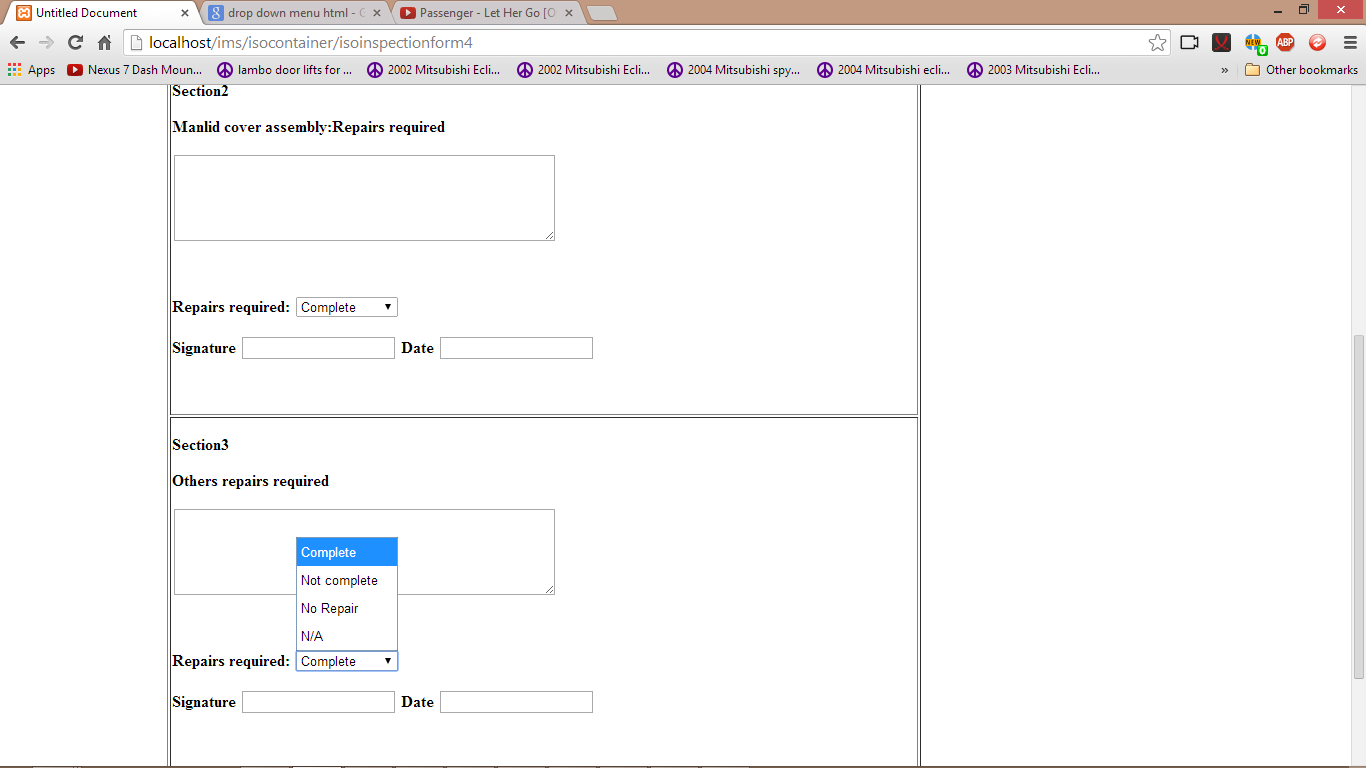 Untitled Document
drop down menu html - G
Passenger - Let Her Go [O
localhost/ims/isocontainer/isoinspectionform4
NEW
0
ABP
Apps
Nexus 7 Dash Moun...
lambo door lifts for ...
2002 Mitsubishi Ecli...
2002 Mitsubishi Ecli...
2004 Mitsubishi spy...
2004 Mitsubishi ecli...
2003 Mitsubishi Ecli...
»
Other bookmarks
Section2
Manlid cover assembly:Repairs required
Repairs required: Complete
Signature Date
Section3
Others repairs required
Complete
Not complete
No Repair
N/A
Repairs required: Complete
Signature Date